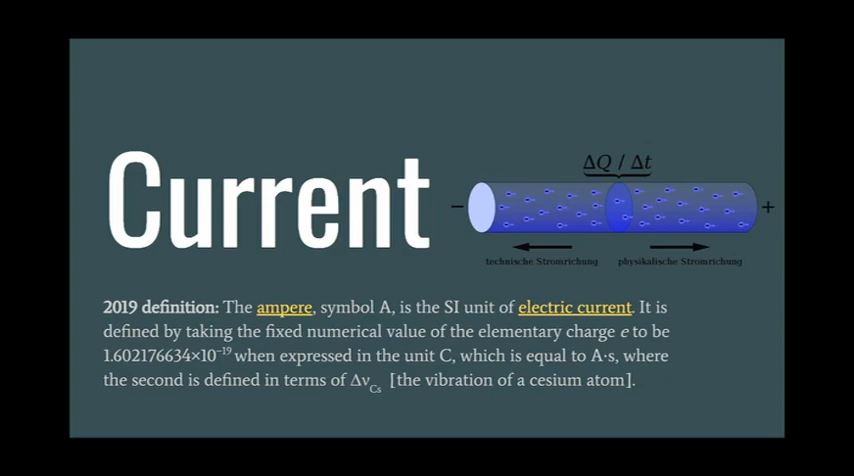 Current
ΔQ / Δt
− +
technische Stromrichung physikalische Stromrichung
2019 definition: The ampere, symbol A, is the SI unit of electric current. It is
defined by taking the fixed numerical value of the elementary charge e to be
1.602176634×10⁻¹⁹ when expressed in the unit C, which is equal to A·s, where
the second is defined in terms of Δν_Cs [the vibration of a cesium atom].